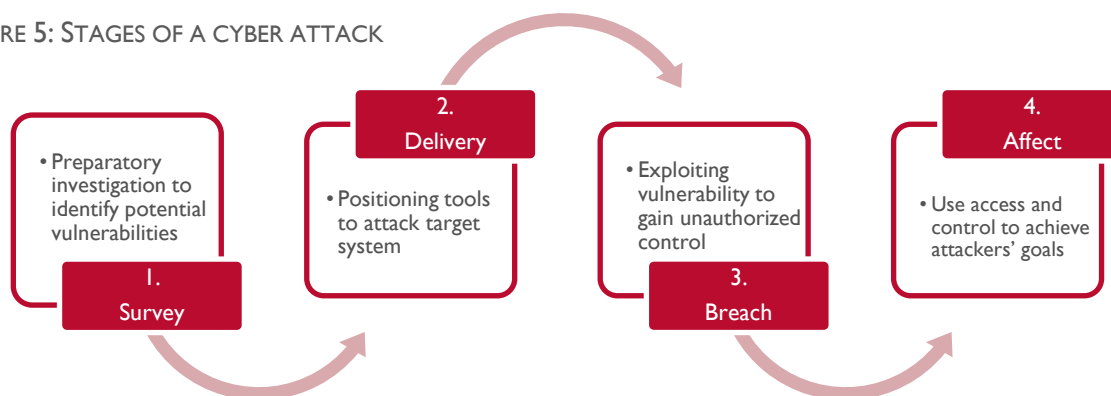 RE 5: STAGES OF A CYBER ATTACK
• Preparatory
investigation to
identify potential
vulnerabilities
1.
Survey
2.
Delivery
• Positioning tools
to attack target
system
• Exploiting
vulnerability to
gain unauthorized
control
3.
Breach
4.
Affect
• Use access and
control to achieve
attackers' goals